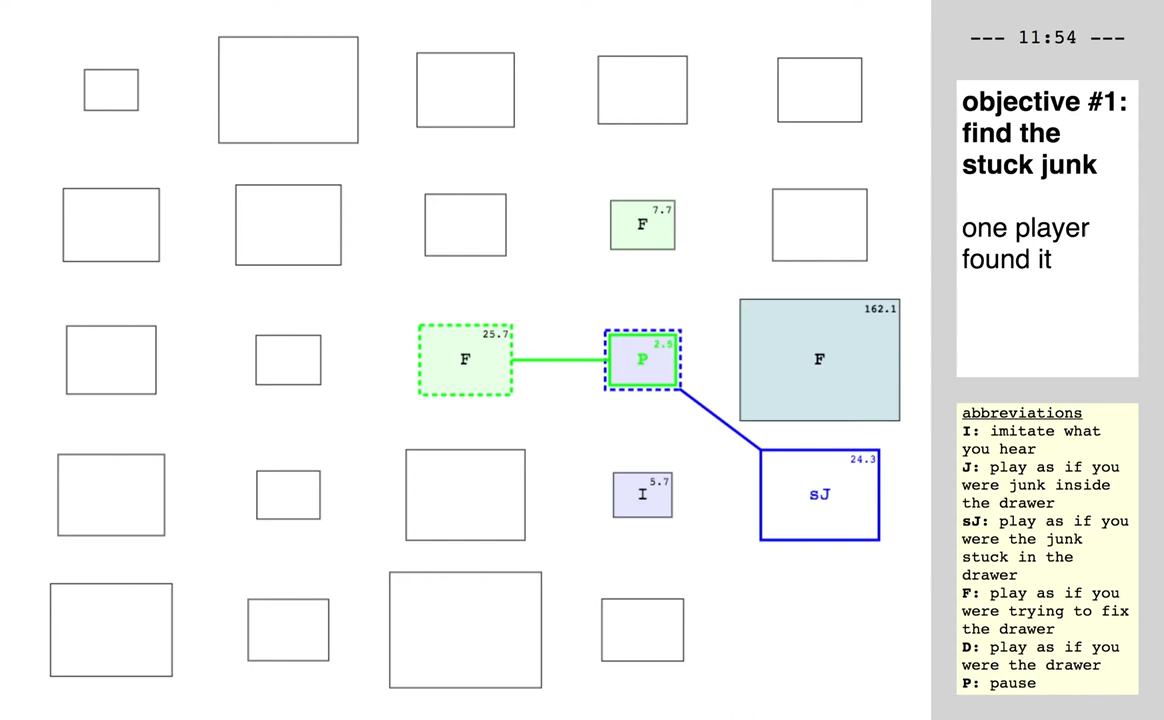 --- 11:54 ---
objective #1:
find the
stuck junk
one player
found it
7.7
F
25.7
F
2.5
P
162.1
F
5.7
I
24.3
sJ
abbreviations
I: imitate what
you hear
J: play as if you
were junk inside
the drawer
sJ: play as if you
were the junk
stuck in the
drawer
F: play as if you
were trying to fix
the drawer
D: play as if you
were the drawer
P: pause